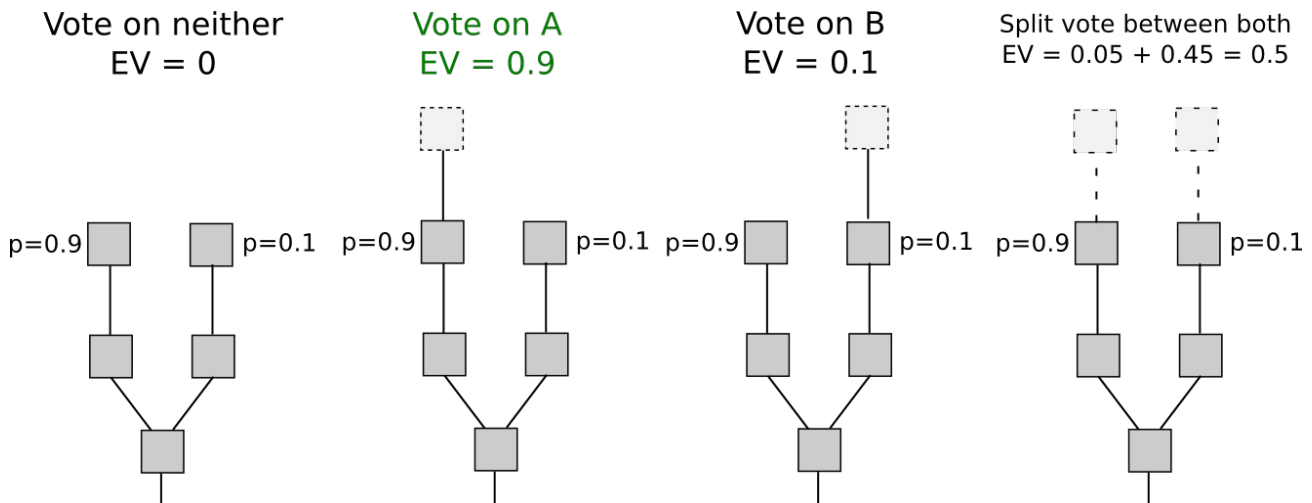 Vote on neither
EV = 0
Vote on A
EV = 0.9
Vote on B
EV = 0.1
Split vote between both
EV = 0.05 + 0.45 = 0.5
p=0.9
p=0.1
p=0.9
p=0.1
p=0.9
p=0.1
p=0.9
p=0.1